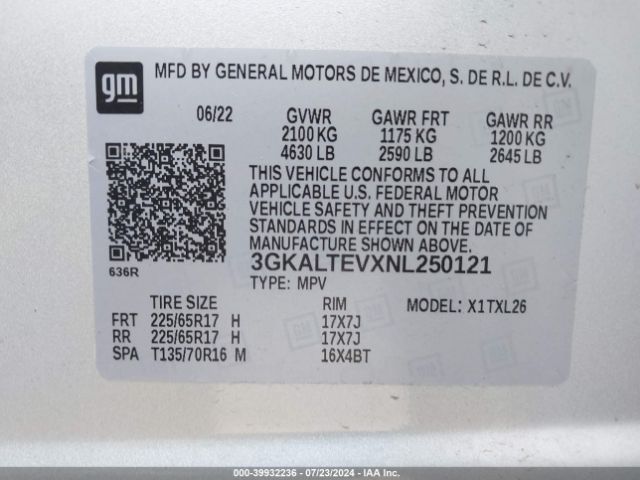 gm
MFD BY GENERAL MOTORS DE MEXICO, S. DE R.L. DE C.V.
06/22 GVWR GAWR FRT GAWR RR
2100 KG 1175 KG 1200 KG
4630 LB 2590 LB 2645 LB
THIS VEHICLE CONFORMS TO ALL
APPLICABLE U.S. FEDERAL MOTOR
VEHICLE SAFETY AND THEFT PREVENTION
STANDARDS IN EFFECT ON THE DATE OF
MANUFACTURE SHOWN ABOVE.
3GKALTEVXNL250121
636R
TYPE: MPV
TIRE SIZE RIM MODEL: X1TXL26
FRT 225/65R17 H 17X7J
RR 225/65R17 H 17X7J
SPA T135/70R16 M 16X4BT
000-39932236 - 07/23/2024 - IAA Inc.